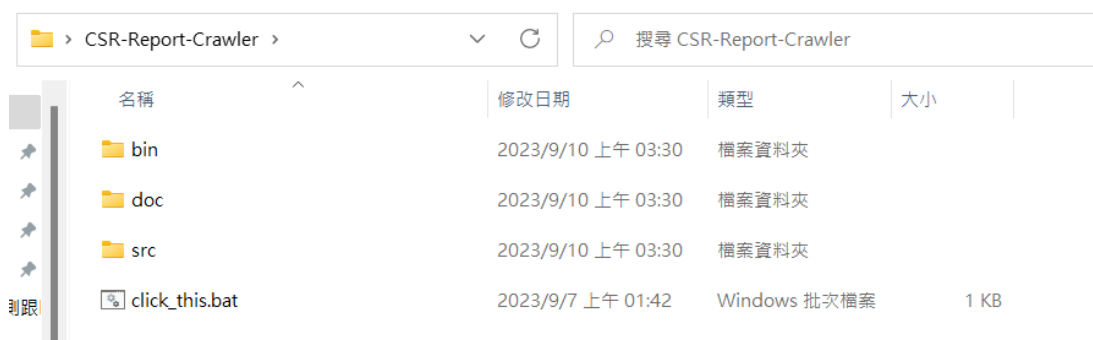 CSR-Report-Crawler
搜尋 CSR-Report-Crawler
名稱 修改日期 類型 大小
bin 2023/9/10 上午 03:30 檔案資料夾
doc 2023/9/10 上午 03:30 檔案資料夾
src 2023/9/10 上午 03:30 檔案資料夾
click_this.bat 2023/9/7 上午 01:42 Windows 批次檔案 1 KB